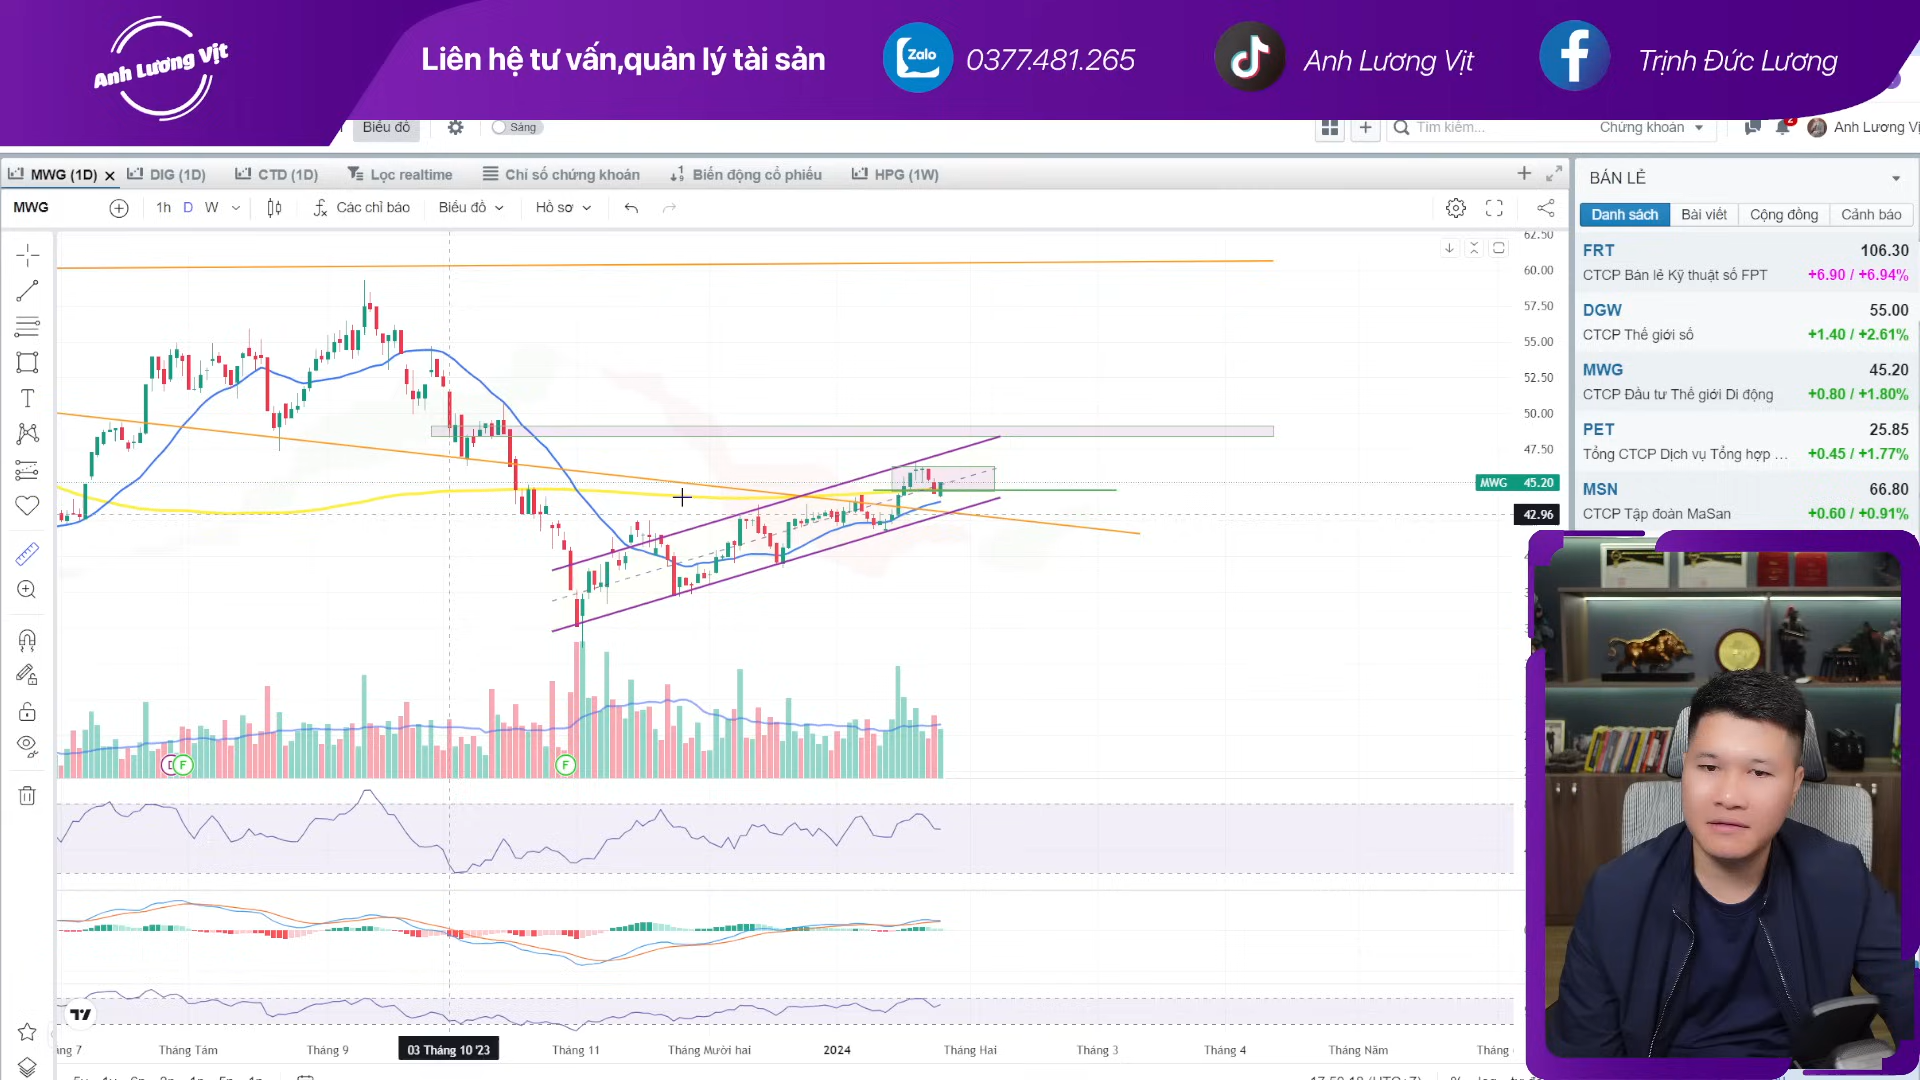 Anh Lương Vịt
Liên hệ tư vấn,quản lý tài sản
Zalo
0377.481.265
Anh Lương Vịt
Trịnh Đức Lương
Biểu đồ
Sáng
Tìm kiếm...
Chứng khoán
2
Anh Lương Vị
MWG (1D)
DIG (1D)
CTD (1D)
Lọc realtime
Chỉ số chứng khoán
Biến động cổ phiếu
HPG (1W)
MWG
1h
D
W
Các chỉ báo
Biểu đồ
Hồ sơ
BÁN LẺ
Danh sách
Bài viết
Cộng đồng
Cảnh báo
FRT
106.30
CTCP Bán lẻ Kỹ thuật số FPT
+6.90 / +6.94%
DGW
55.00
CTCP Thế giới số
+1.40 / +2.61%
MWG
45.20
CTCP Đầu tư Thế giới Di động
+0.80 / +1.80%
PET
25.85
Tổng CTCP Dịch vụ Tổng hợp ...
+0.45 / +1.77%
MSN
66.80
CTCP Tập đoàn MaSan
+0.60 / +0.91%
62.50
60.00
57.50
55.00
52.50
50.00
47.50
MWG 45.20
42.96
F
F
ng 7
Tháng Tám
Tháng 9
03 Tháng 10 '23
Tháng 11
Tháng Mười hai
2024
Tháng Hai
Tháng 3
Tháng 4
Tháng Năm
Tháng